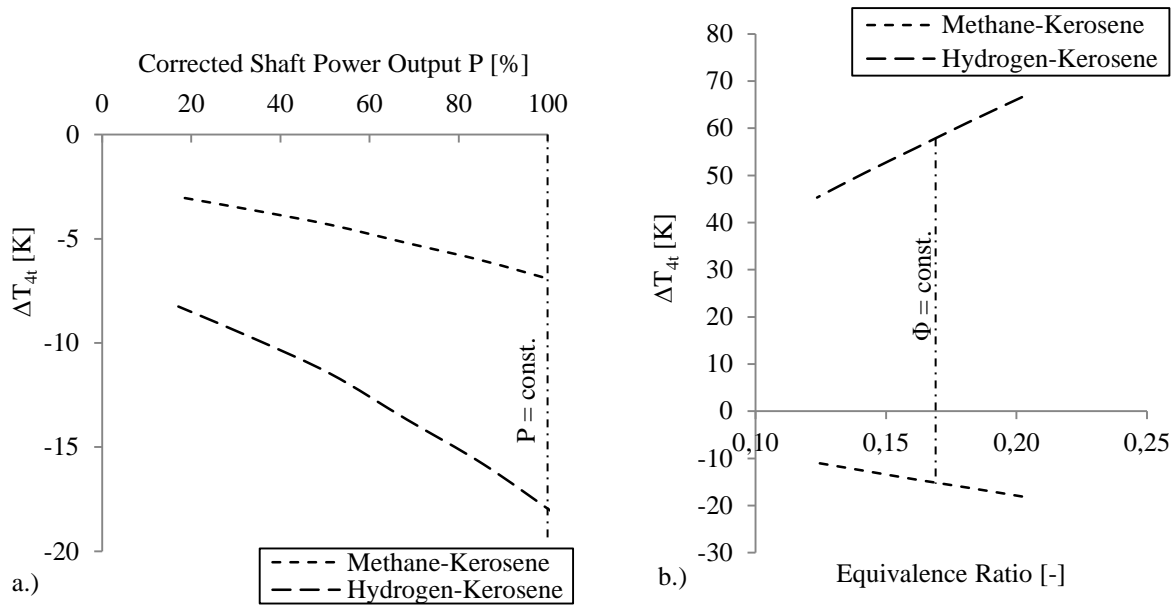 Corrected Shaft Power Output P [%]
0 20 40 60 80 100
0
-5
-10
-15
-20
ΔT4t [K]
P = const.
Methane-Kerosene
Hydrogen-Kerosene
a.)
Methane-Kerosene
Hydrogen-Kerosene
80
70
60
50
40
30
20
10
0
-10
-20
-30
ΔT4t [K]
Φ = const.
0,10 0,15 0,20 0,25
Equivalence Ratio [-]
b.)